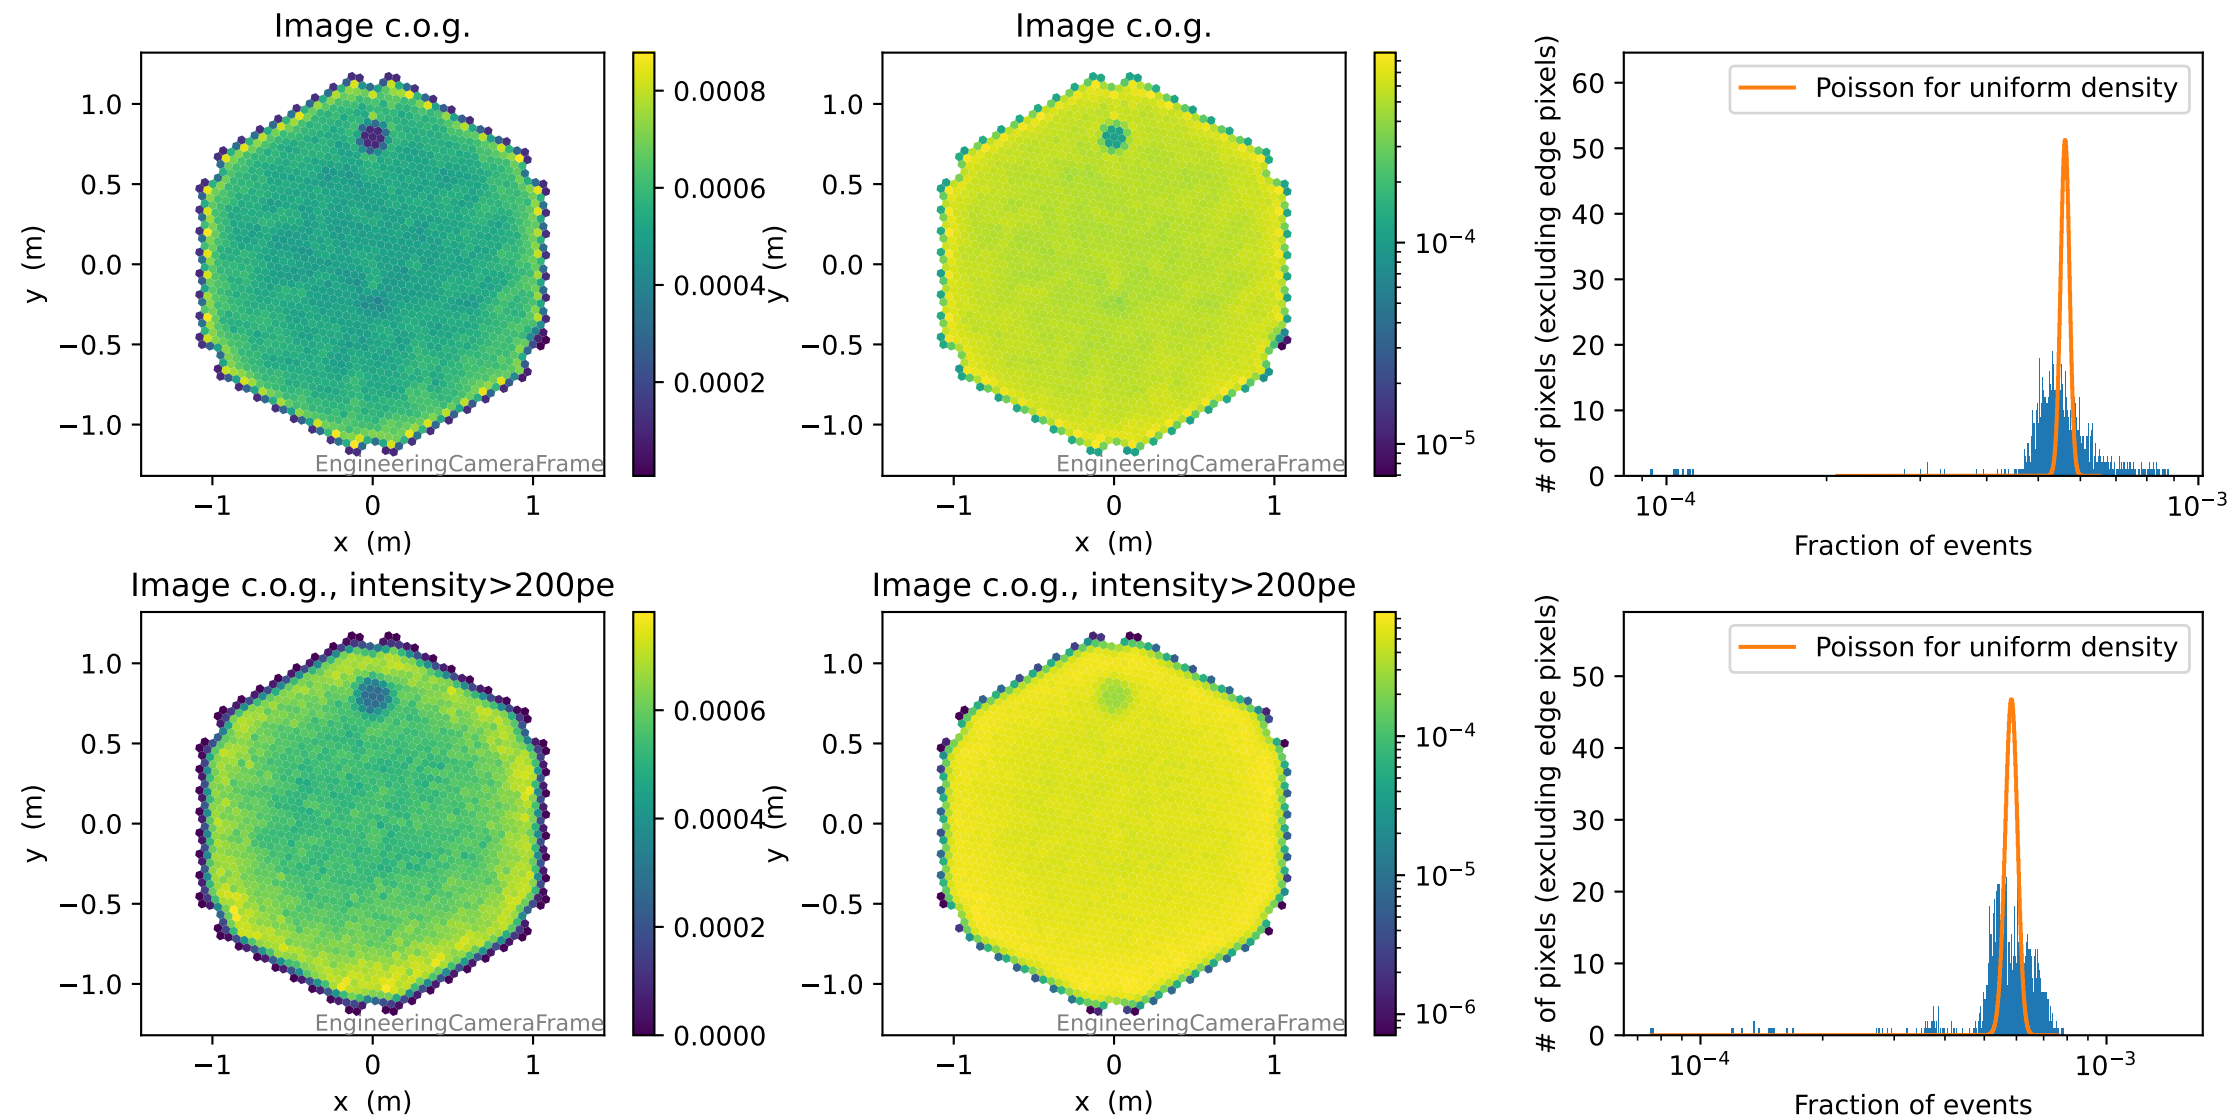 Image c.o.g.
1.0
0.5
0.0
−0.5
−1.0
y (m)
−1
0
1
x (m)
EngineeringCameraFrame
0.0008
0.0006
0.0004
0.0002
Image c.o.g.
1.0
0.5
0.0
−0.5
−1.0
y (m)
−1
0
1
x (m)
EngineeringCameraFrame
10−4
10−5
# of pixels (excluding edge pixels)
60
50
40
30
20
10
0
Poisson for uniform density
10−4
10−3
Fraction of events
Image c.o.g., intensity>200pe
1.0
0.5
0.0
−0.5
−1.0
y (m)
−1
0
1
x (m)
EngineeringCameraFrame
0.0006
0.0004
0.0002
0.0000
Image c.o.g., intensity>200pe
1.0
0.5
0.0
−0.5
−1.0
y (m)
−1
0
1
x (m)
EngineeringCameraFrame
10−4
10−5
10−6
# of pixels (excluding edge pixels)
50
40
30
20
10
0
Poisson for uniform density
10−4
10−3
Fraction of events